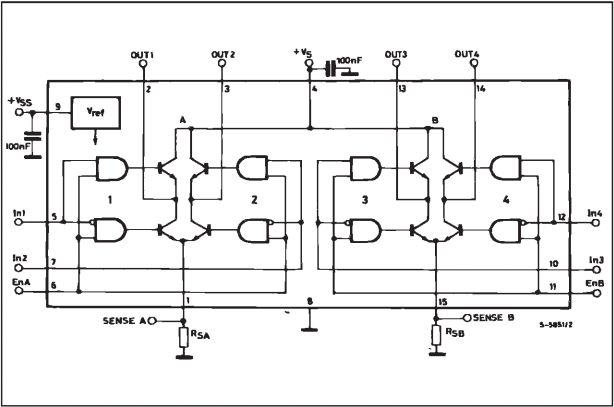 OUT1 OUT2 +VS 100nF OUT3 OUT4
2 3 4 13 14
+VSS 9 Vref
A B
100nF
1 2 3 4
In1 5 12 In4
In2 7 10 In3
EnA 6 11 EnB
1 8 15
SENSE A SENSE B
RSA RSB
S-5851/2